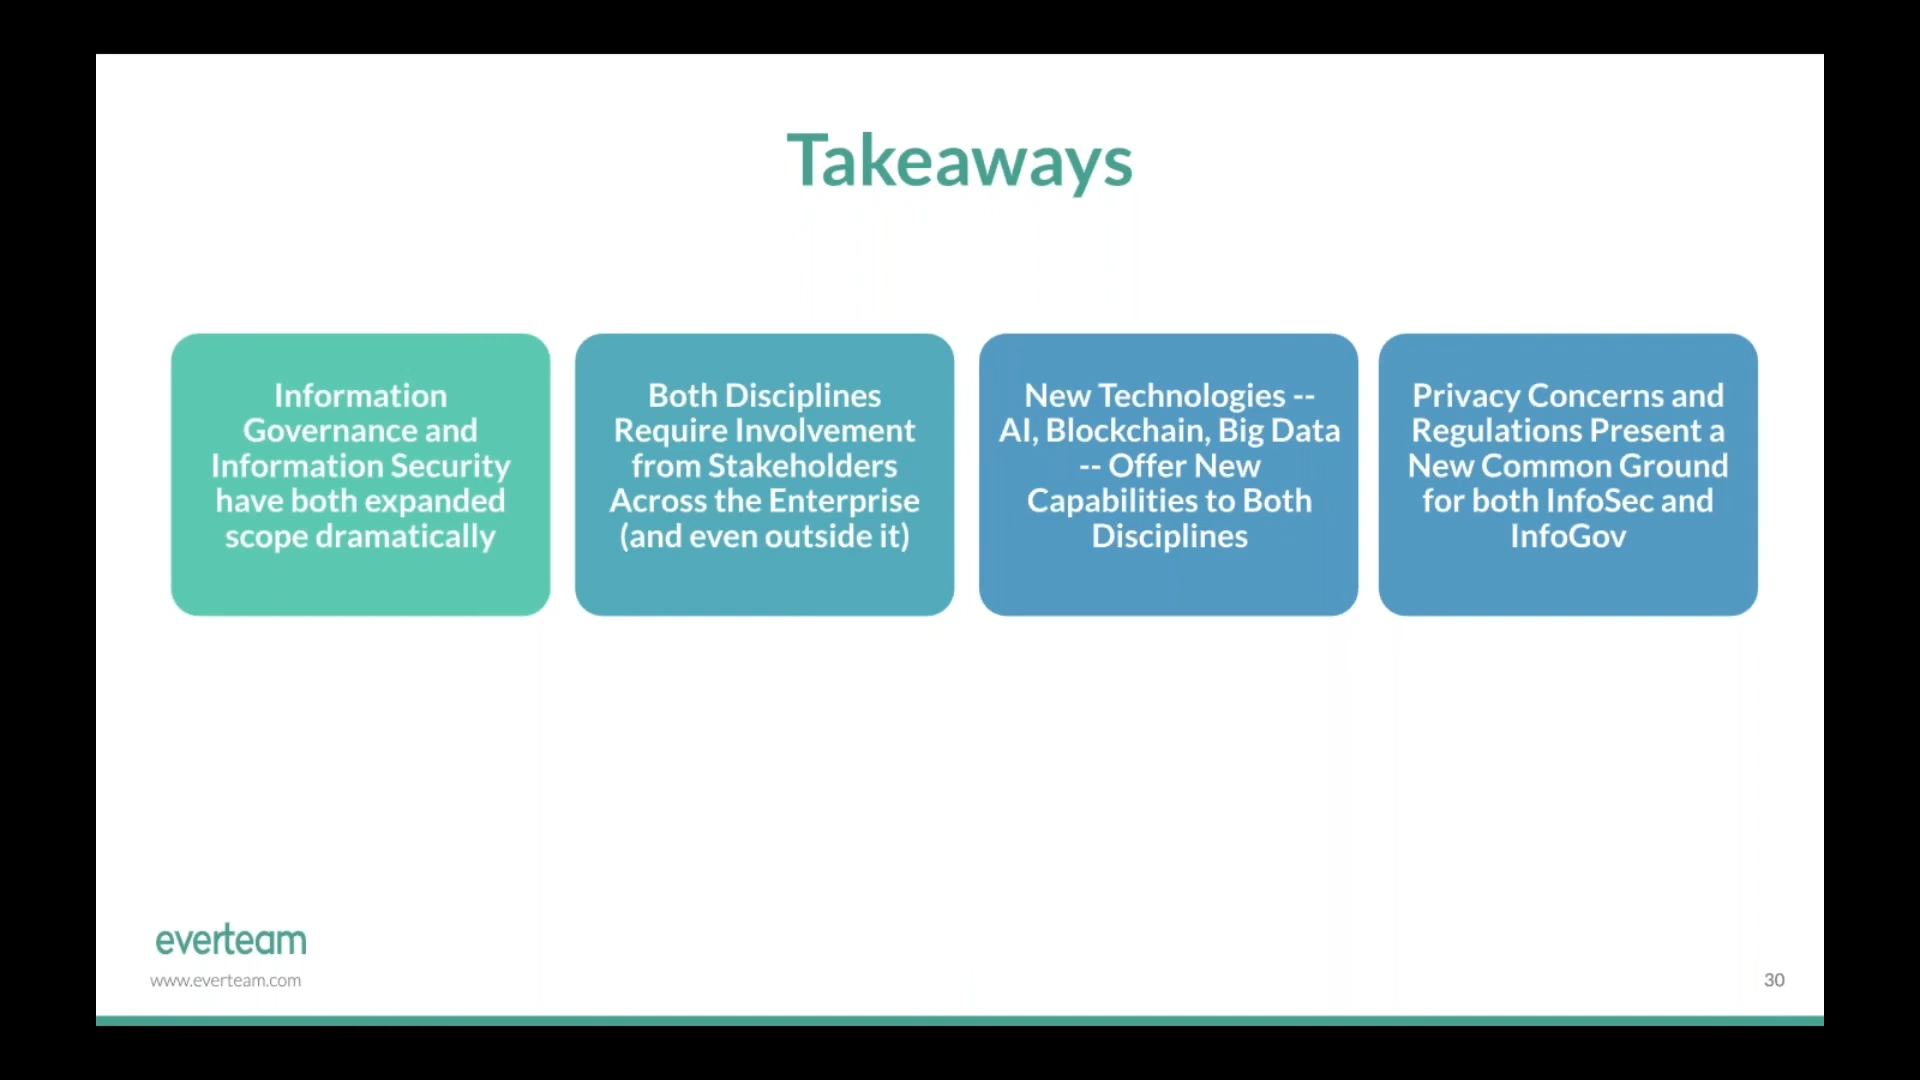 Takeaways
Information
Governance and
Information Security
have both expanded
scope dramatically
Both Disciplines
Require Involvement
from Stakeholders
Across the Enterprise
(and even outside it)
New Technologies --
AI, Blockchain, Big Data
-- Offer New
Capabilities to Both
Disciplines
Privacy Concerns and
Regulations Present a
New Common Ground
for both InfoSec and
InfoGov
everteam
www.everteam.com
30